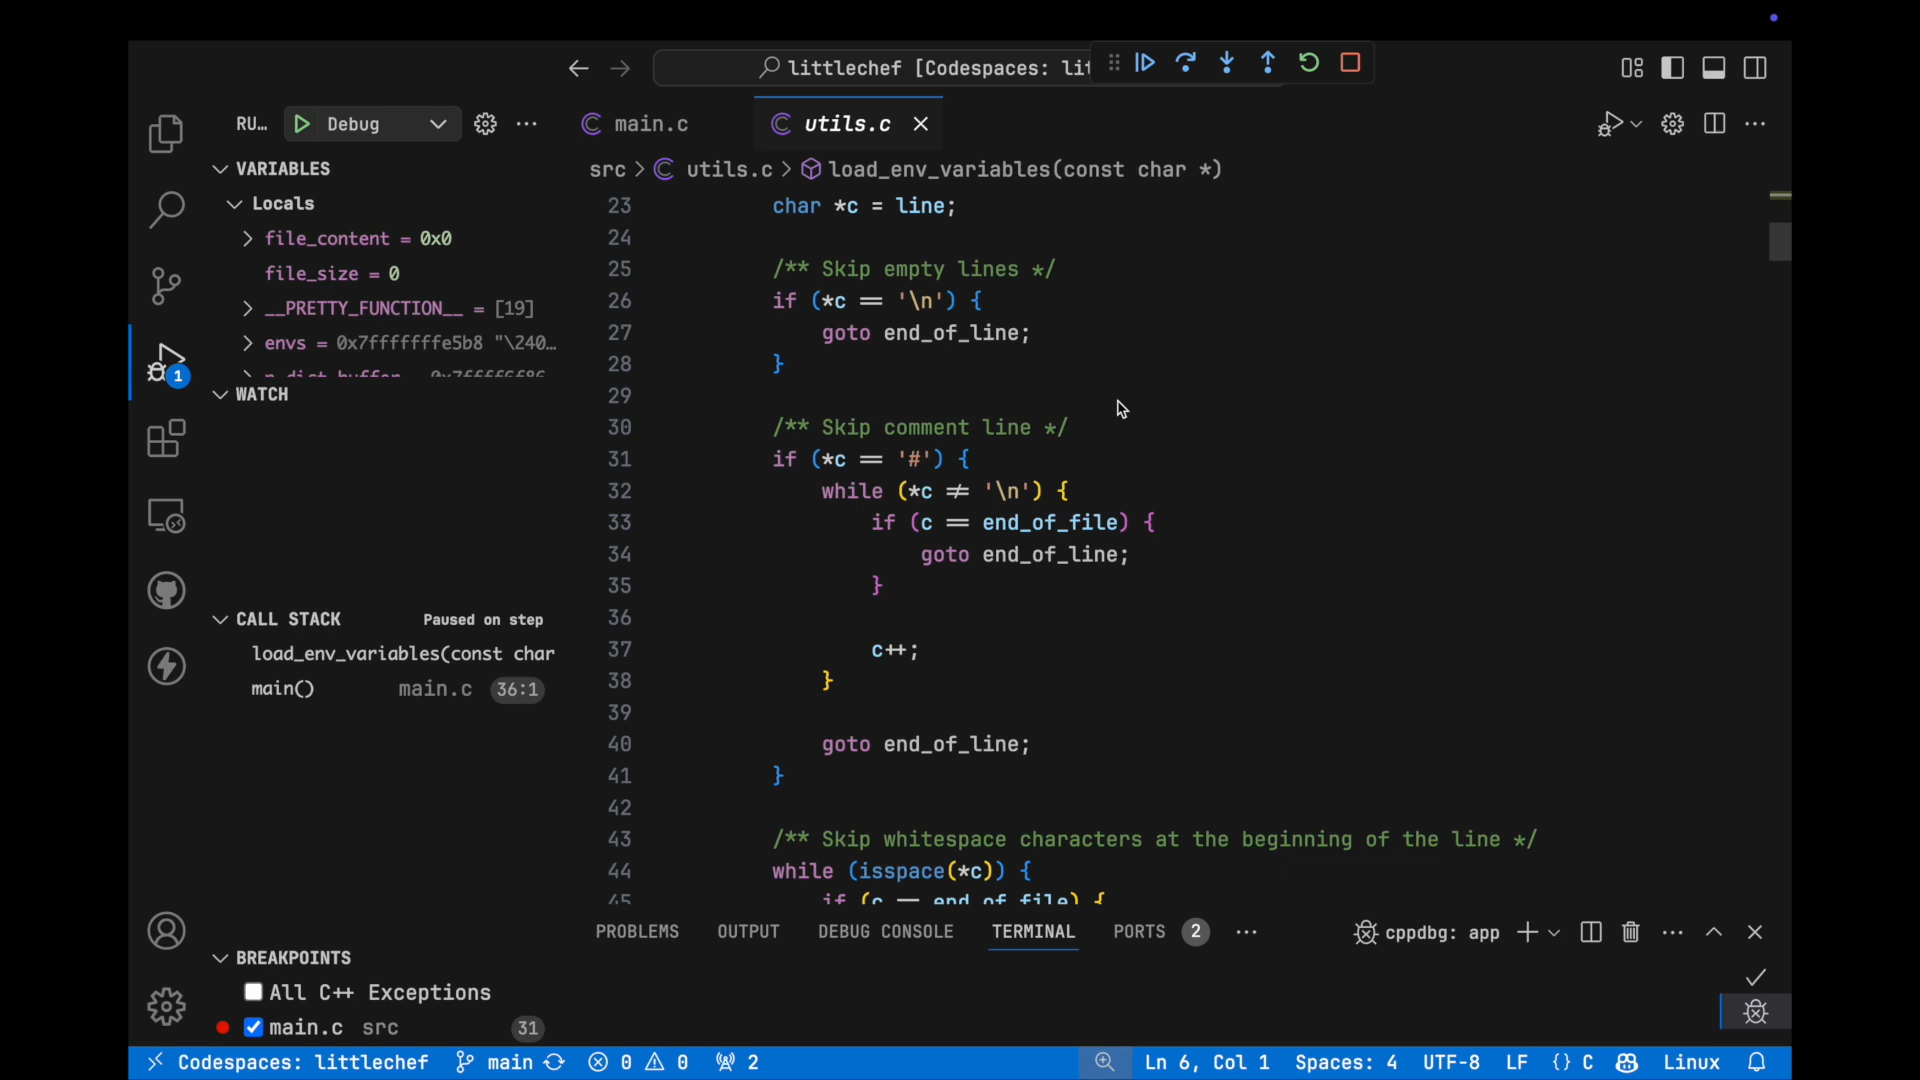 littlechef [Codespaces: lit
RU...
Debug
main.c
utils.c
src > utils.c > load_env_variables(const char *)
VARIABLES
Locals
file_content = 0x0
file_size = 0
__PRETTY_FUNCTION__ = [19]
envs = 0x7fffffffe5b8 "\240…
WATCH
CALL STACK
Paused on step
load_env_variables(const char
main()
main.c
36:1
BREAKPOINTS
All C++ Exceptions
main.c
src
31
1
23 char *c = line;
24
25 /** Skip empty lines */
26 if (*c == '\n') {
27 goto end_of_line;
28 }
29
30 /** Skip comment line */
31 if (*c == '#') {
32 while (*c != '\n') {
33 if (c == end_of_file) {
34 goto end_of_line;
35 }
36
37 c++;
38 }
39
40 goto end_of_line;
41 }
42
43 /** Skip whitespace characters at the beginning of the line */
44 while (isspace(*c)) {
45 if (c == end_of_file) {
PROBLEMS
OUTPUT
DEBUG CONSOLE
TERMINAL
PORTS
2
cppdbg: app
Codespaces: littlechef
main
0
0
2
Ln 6, Col 1
Spaces: 4
UTF-8
LF
{} C
Linux